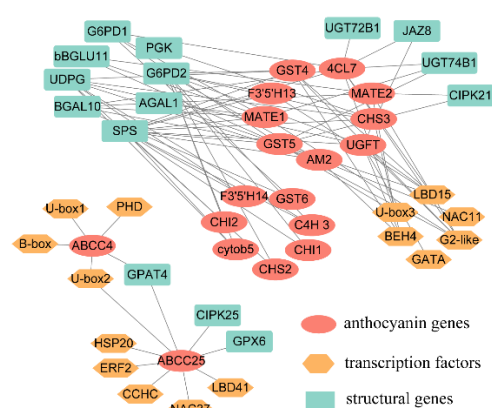 G6PD1
PGK
UGT72B1
JAZ8
bBGLU11
G6PD2
GST4
4CL7
UGT74B1
UDPG
F3'5'H13
MATE2
CIPK21
BGAL10
AGAL1
MATE1
CHS3
SPS
GST5
UGFT
AM2
LBD15
F3'5'H14
GST6
U-box3
NAC11
CHI2
C4H 3
BEH4
G2-like
cytob5
CHI1
GATA
CHS2
U-box1
PHD
B-box
ABCC4
U-box2
GPAT4
CIPK25
HSP20
GPX6
ERF2
ABCC25
CCHC
LBD41
anthocyanin genes
transcription factors
structural genes